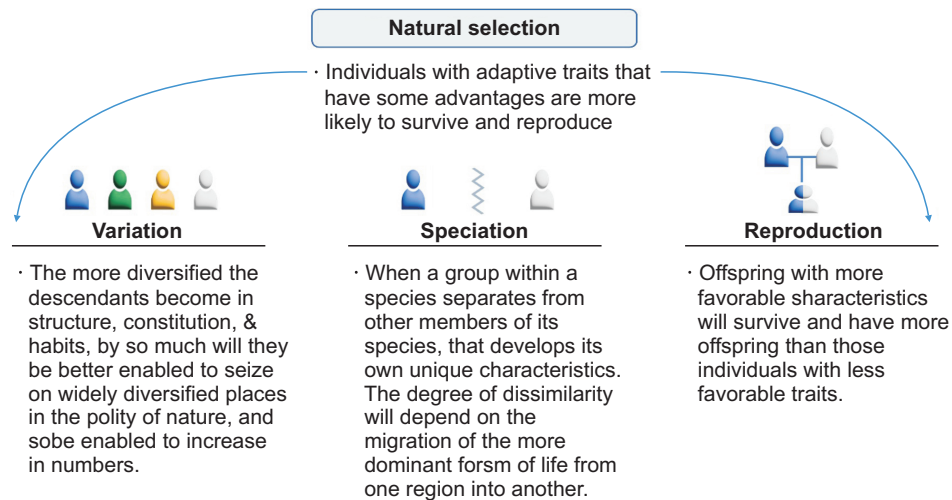 Natural selection
· Individuals with adaptive traits that
have some advantages are more
likely to survive and reproduce
Variation
· The more diversified the
descendants become in
structure, constitution, &
habits, by so much will they
be better enabled to seize
on widely diversified places
in the polity of nature, and
sobe enabled to increase
in numbers.
Speciation
· When a group within a
species separates from
other members of its
species, that develops its
own unique characteristics.
The degree of dissimilarity
will depend on the
migration of the more
dominant forsm of life from
one region into another.
Reproduction
· Offspring with more
favorable sharacteristics
will survive and have more
offspring than those
individuals with less
favorable traits.